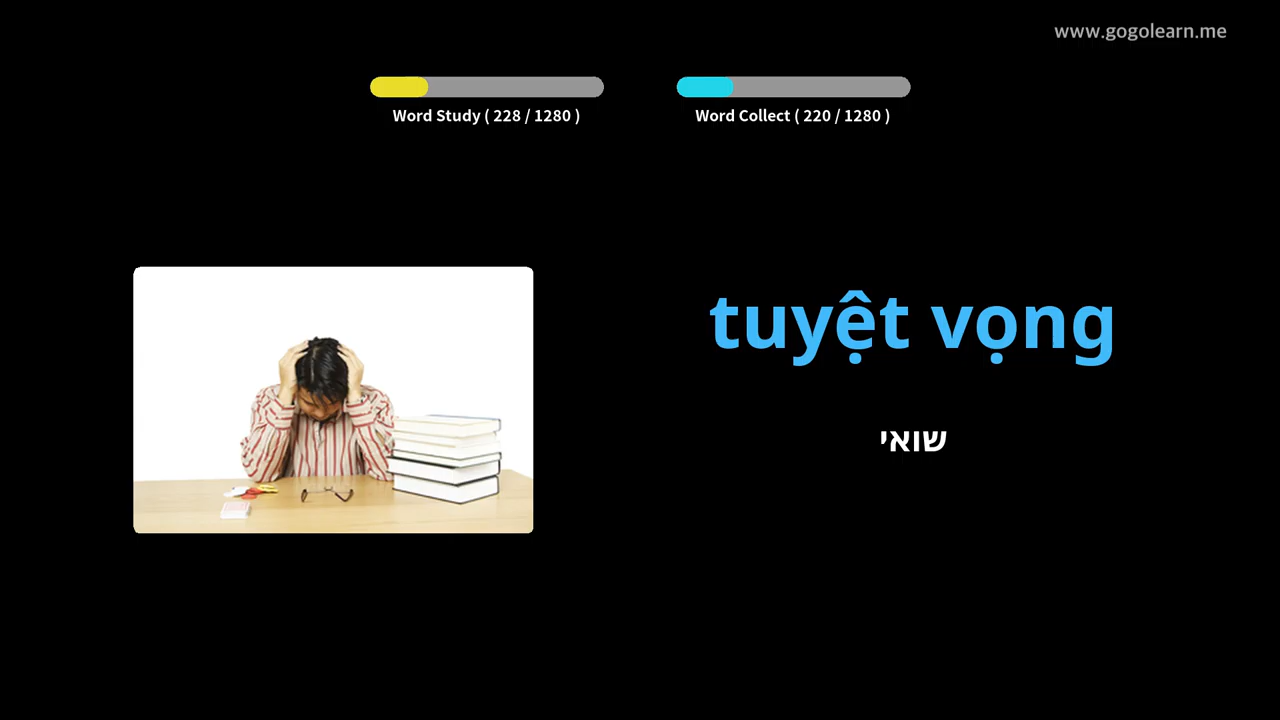 www.gogolearn.me
Word Study ( 228 / 1280 )
Word Collect ( 220 / 1280 )
tuyệt vọng
שואי